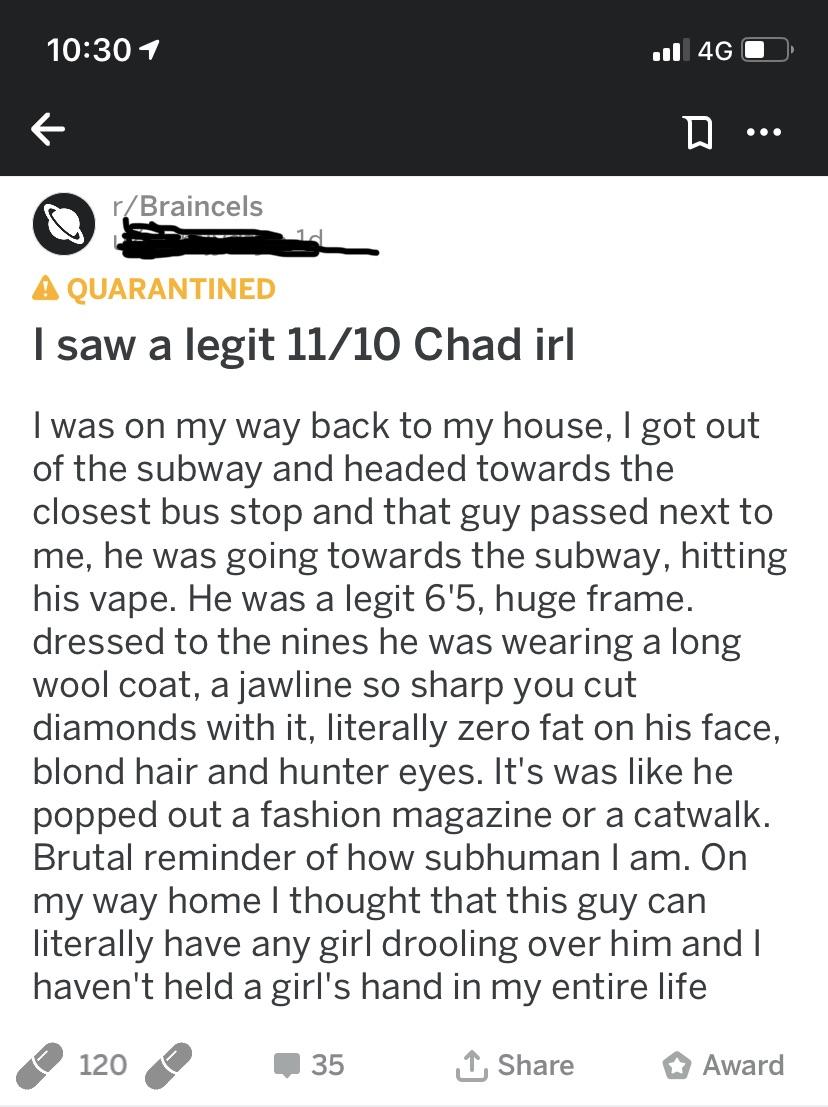 10:30
4G
r/Braincels
1d
QUARANTINED
I saw a legit 11/10 Chad irl
I was on my way back to my house, I got out
of the subway and headed towards the
closest bus stop and that guy passed next to
me, he was going towards the subway, hitting
his vape. He was a legit 6'5, huge frame.
dressed to the nines he was wearing a long
wool coat, a jawline so sharp you cut
diamonds with it, literally zero fat on his face,
blond hair and hunter eyes. It's was like he
popped out a fashion magazine or a catwalk.
Brutal reminder of how subhuman I am. On
my way home I thought that this guy can
literally have any girl drooling over him and I
haven't held a girl's hand in my entire life
120
35
Share
Award